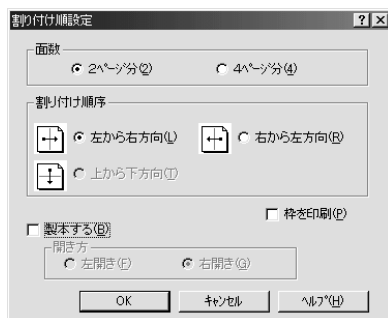 割り付け順設定
面数
2ページ分(2) 4ページ分(4)
割り付け順序
左から右方向(L) 右から左方向(R)
上から下方向(T)
枠を印刷(P)
製本する(B)
開き方
左開き(F) 右開き(G)
OK キャンセル ヘルプ(H)